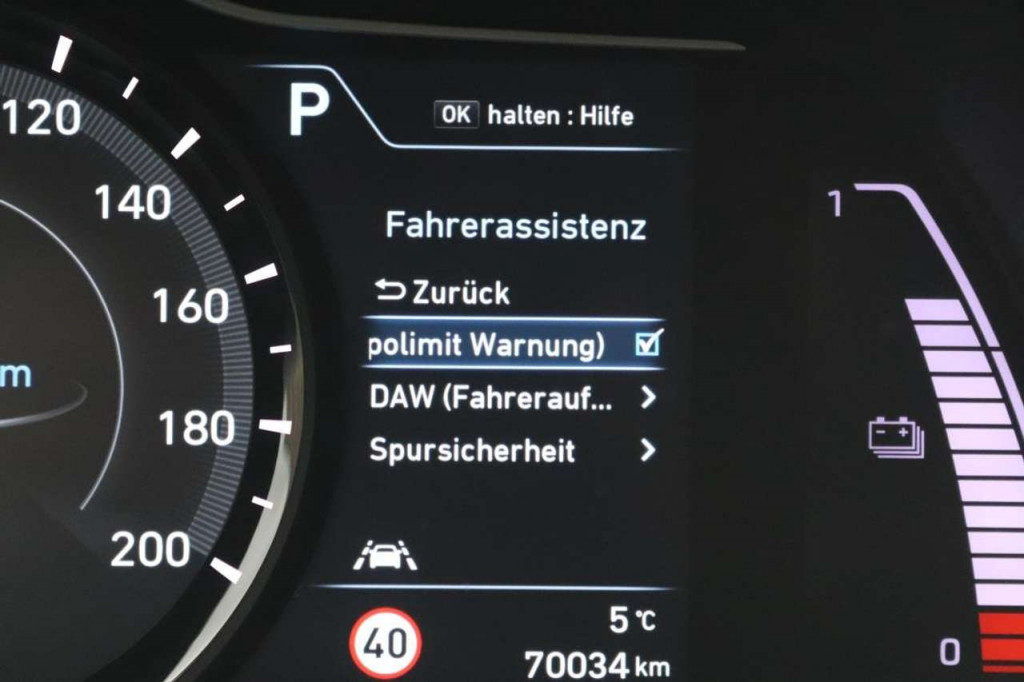 P
OK halten : Hilfe
120
140
160
180
200
m
Fahrerassistenz
Zurück
polimit Warnung)
DAW (Fahrerauf...
Spursicherheit
40
5 °C
70034 km
1
0